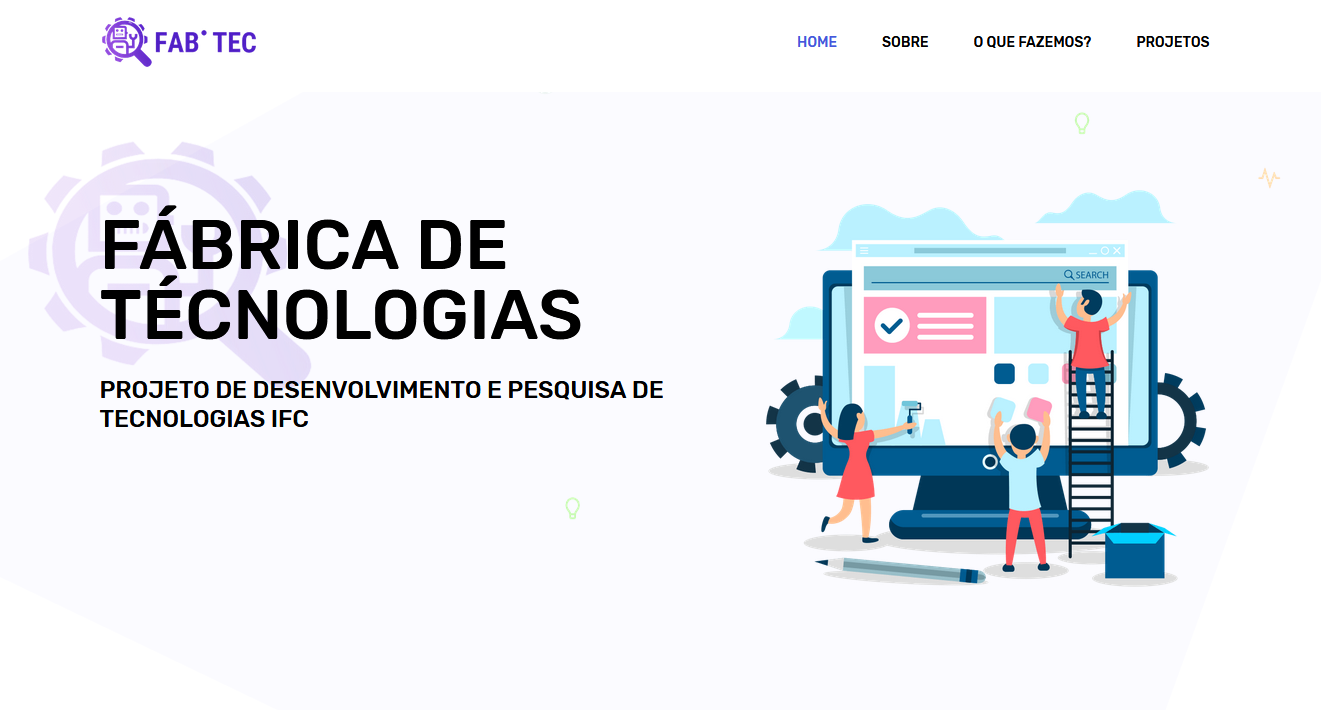 FAB° TEC
HOME SOBRE O QUE FAZEMOS? PROJETOS
FÁBRICA DE
TÉCNOLOGIAS
PROJETO DE DESENVOLVIMENTO E PESQUISA DE
TECNOLOGIAS IFC
SEARCH